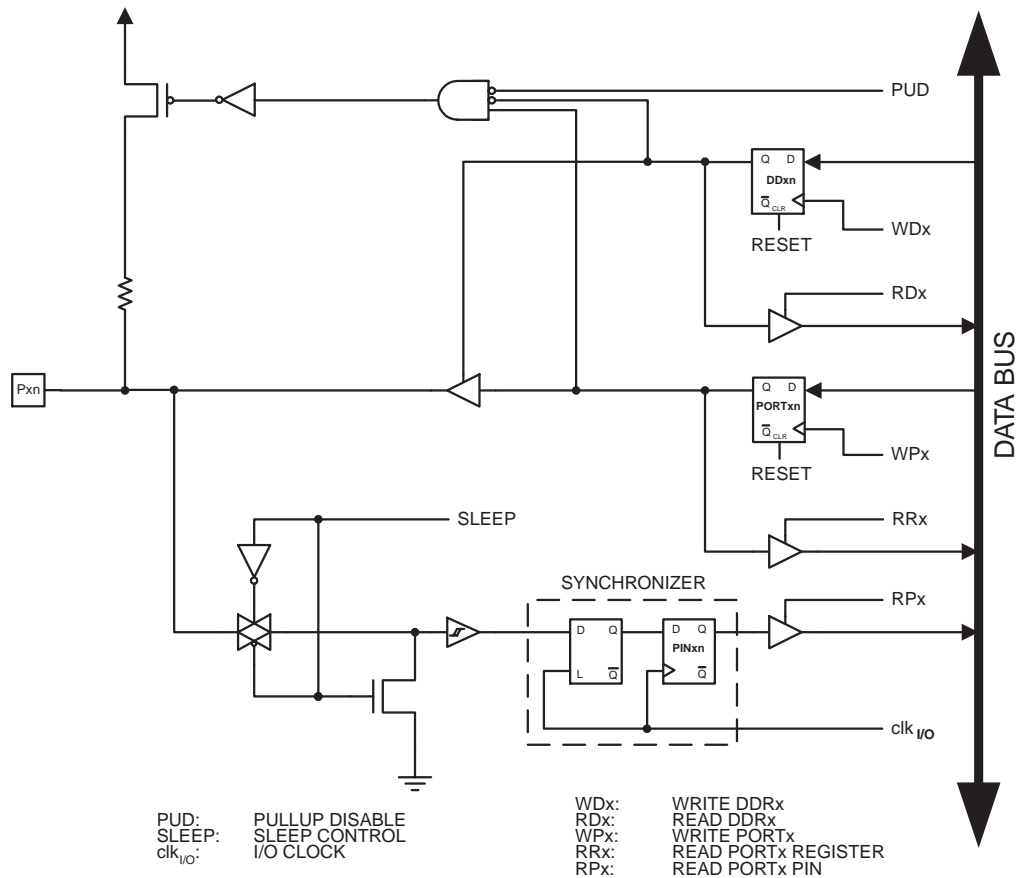 PUD
Q D
DDxn
Q CLR
WDx
RESET
RDx
DATA BUS
Pxn
Q D
PORTxn
Q CLR
WPx
RESET
SLEEP
RRx
SYNCHRONIZER
RPx
D Q
L Q
D Q
PINxn
Q
clk I/O
PUD: PULLUP DISABLE
SLEEP: SLEEP CONTROL
clkI/O: I/O CLOCK
WDx: WRITE DDRx
RDx: READ DDRx
WPx: WRITE PORTx
RRx: READ PORTx REGISTER
RPx: READ PORTx PIN